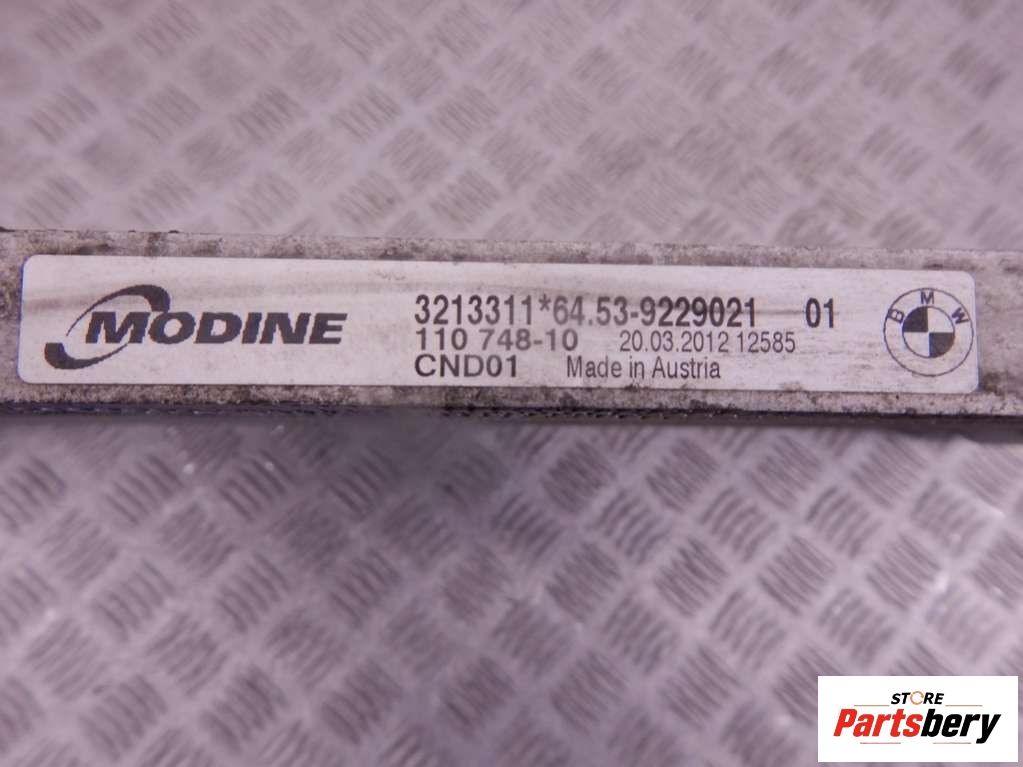 MODINE
3213311*64.53-9229021 01
110 748-10 20.03.2012 12585
CND01 Made in Austria
BMW
STORE
Partsbery